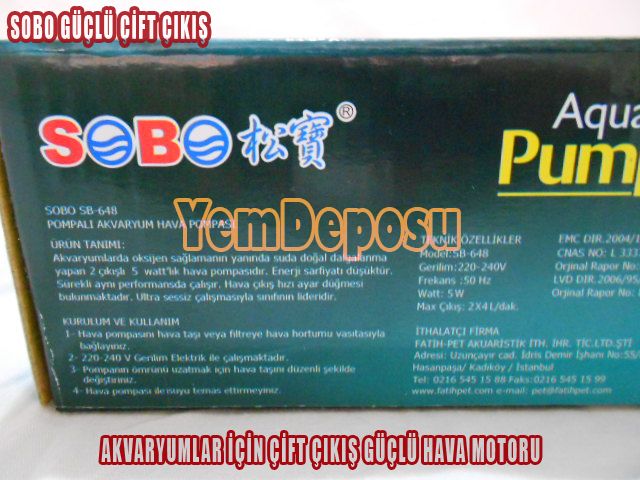 SOBO GÜÇLÜ ÇİFT ÇIKIŞ
SOBO 松寶®
Aqua
Pump
YemDeposu
SOBO SB-648
POMPALI AKVARYUM HAVA POMPASI
ÜRÜN TANIMI:
Akvaryumlarda oksijen sağlamanın yanında suda doğal dalgalanma
yapan 2 çıkışlı 5 watt'lık hava pompasıdır. Enerji sarfiyatı düşüktür.
Sürekli aynı performansda çalışır. Hava çıkış hızı ayar düğmesi
bulunmaktadır. Ultra sessiz çalışmasıyla sınıfının lideridir.
KURULUM VE KULLANIM
1- Hava pompasını hava taşı veya filtreye hava hortumu vasıtasıyla
bağlayınız.
2- 220-240 V Gerilim Elektrik ile çalışmaktadır.
3- Pompanın ömrünü uzatmak için hava taşını düzenli şekilde
değiştiriniz.
4- Hava pompası ile suyu temas ettirmeyiniz.
TEKNİK ÖZELLİKLER
Model:SB-648
Gerilim:220-240V
Frekans :50 Hz
Watt: 5W
Max Çıkış: 2X4L/dak.
EMC DIR.2004/1
CNAS NO: L 333
Orjinal Rapor No:
LVD DIR.2006/95/
Orjinal Rapor No:
İTHALATÇI FİRMA
FATİH-PET AKUARİSTİK İTH. İHR. TİC.LTD.ŞTİ
Adresi: Uzunçayır cad. İdris Demir İşhanı No:55/
Hasanpaşa/ Kadıköy / İstanbul
Tel: 0216 545 15 88 Faks:0216 545 15 99
www.fatihpet.com e-mail: pet@fatihpet.com
AKVARYUMLAR İÇİN ÇİFT ÇIKIŞ GÜÇLÜ HAVA MOTORU